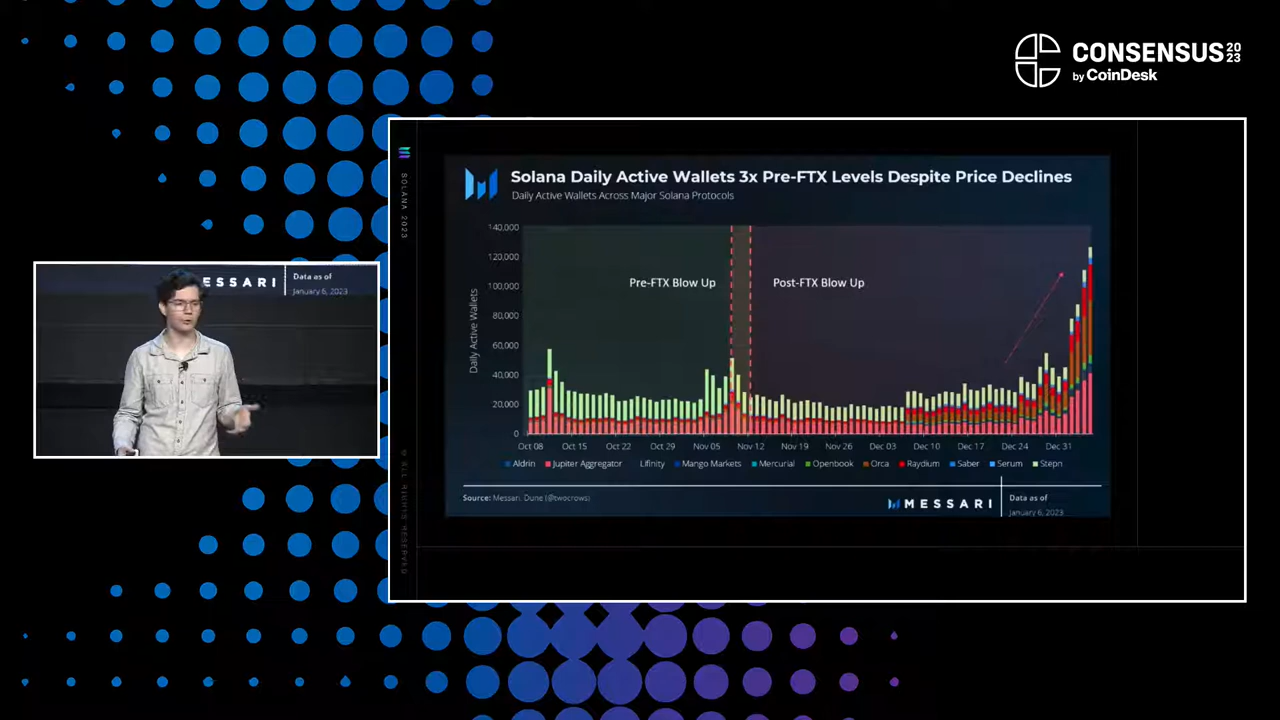 CONSENSUS 20
23
by CoinDesk
SOLANA 2023
© ALL RIGHTS RESERVED
ESSARI
Data as of
January 6, 2023
Solana Daily Active Wallets 3x Pre-FTX Levels Despite Price Declines
Daily Active Wallets Across Major Solana Protocols
Daily Active Wallets
140,000
120,000
100,000
80,000
60,000
40,000
20,000
0
Pre-FTX Blow Up
Post-FTX Blow Up
Oct 08 Oct 15 Oct 22 Oct 29 Nov 05 Nov 12 Nov 19 Nov 26 Dec 03 Dec 10 Dec 17 Dec 24 Dec 31
Aldrin Jupiter Aggregator Lifinity Mango Markets Mercurial Openbook Orca Raydium Saber Serum Stepn
Source: Messari, Dune (@twocrows)
MESSARI
Data as of
January 6, 2023